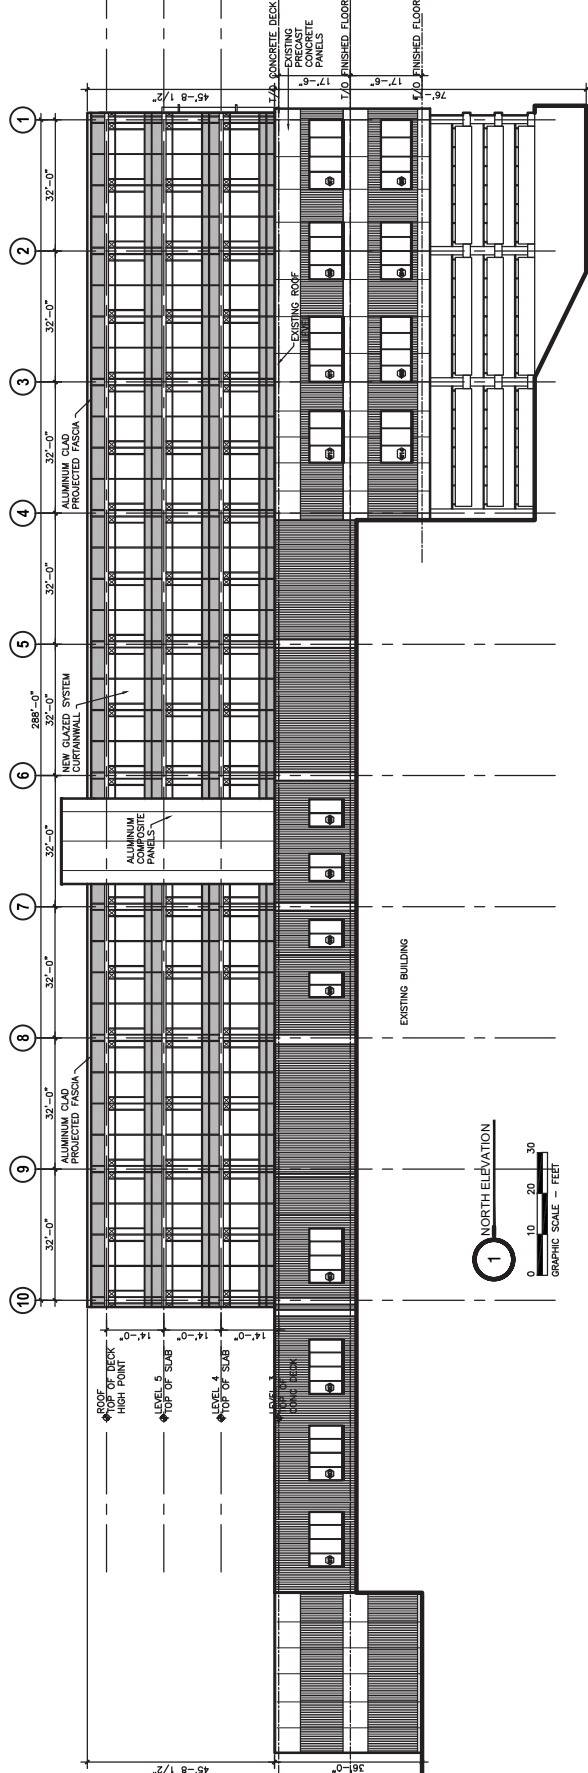 10
9
8
7
6
5
4
3
2
1
288'-0"
32'-0"
32'-0"
32'-0"
32'-0"
32'-0"
32'-0"
32'-0"
32'-0"
32'-0"
ALUMINUM CLAD
PROJECTED FASCIA
NEW GLAZED SYSTEM
CURTAINWALL
ALUMINUM CLAD
PROJECTED FASCIA
ALUMINUM
COMPOSITE
PANELS
45'-8 1/2"
45'-8 1/2"
ROOF
TOP OF DECK
HIGH POINT
14'-0"
LEVEL 5
TOP OF SLAB
14'-0"
LEVEL 4
TOP OF SLAB
14'-0"
LEVEL 3
TOP OF
CONC DECK
T/O CONCRETE DECK
EXISTING
PRECAST
CONCRETE
PANELS
EXISTING ROOF
LEVEL
17'-6"
T/O FINISHED FLOOR
17'-6"
T/O FINISHED FLOOR
76'-
36'-0"
EXISTING BUILDING
1
NORTH ELEVATION
0 10 20 30
GRAPHIC SCALE - FEET